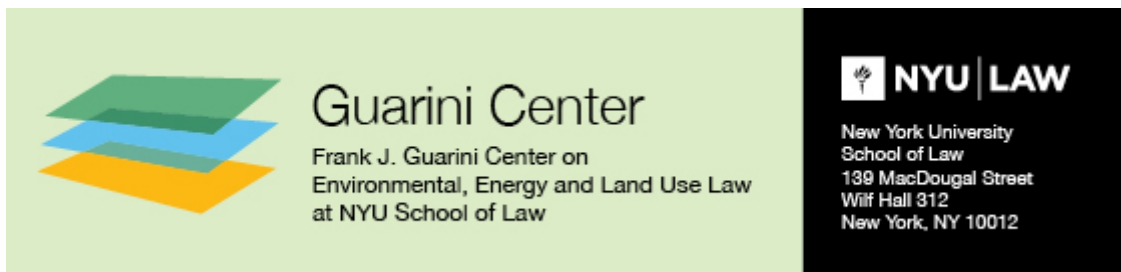 Guarini Center
Frank J. Guarini Center on
Environmental, Energy and Land Use Law
at NYU School of Law
NYU | LAW
New York University
School of Law
139 MacDougal Street
Wilf Hall 312
New York, NY 10012